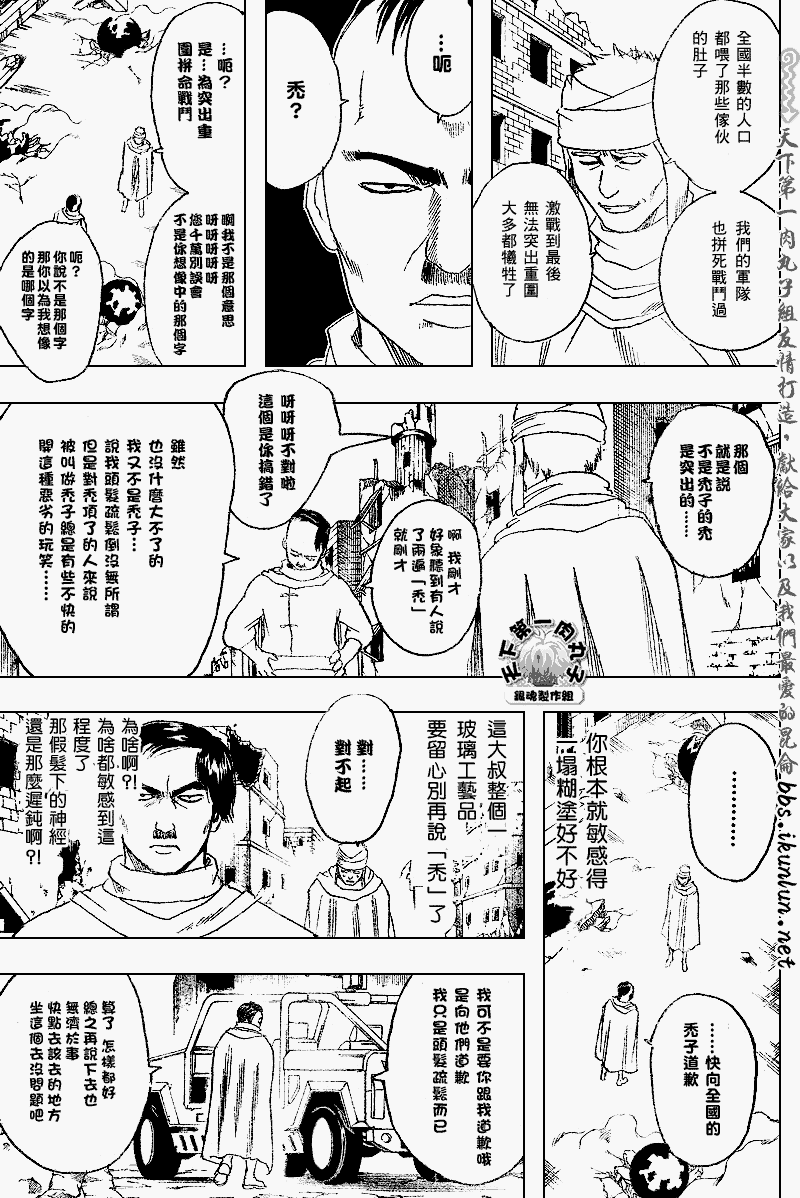 全國半數的人口
都喂了那些傢伙
的肚子
我們的軍隊
也拼死戰鬥過
激戰到最後
無法突出重圍
大多都犧牲了
…呃
禿？
…呃？
是…為突出重
圍拼命戰鬥
啊我不是那個意思
呀呀呀呀呀
您千萬別誤會
不是你想像中的那個字
呃？
你說不是那個字
那你以為我想像
的是哪個字
那個
就是說
不是禿子的禿
是突出的……
啊 我剛才
好象聽到有人說
了兩遍「禿」
就剛才
呀呀呀不對啦
這個是你搞錯了
雖然
也沒什麼大不了的
我又不是禿子…
說我頭髮疏鬆倒沒無所謂
但是對禿頂了的人來說
被叫做禿子總是有些不快的
開這種惡劣的玩笑……
天下第一肉丸子
銀魂製作組
………
你根本就敏感得
一塌糊塗好不好
……快向全國的
禿子道歉
這大叔整個一
玻璃工藝品
要留心別再說「禿」了
對……
對不起
為啥啊?!
為啥都敏感到這
程度了
那假髮下的神經
還是那麼遲鈍啊?!
我可不是要你跟我道歉哦
是向他們道歉
我只是頭髮疏鬆而已
算了 怎樣都好
總之再說下去也
無濟於事
快點去該去的地方
坐這個去沒問題吧
天下第一肉丸子組友情打造，獻給大家以及我們最愛的昆侖 bbs.ikunlun.net